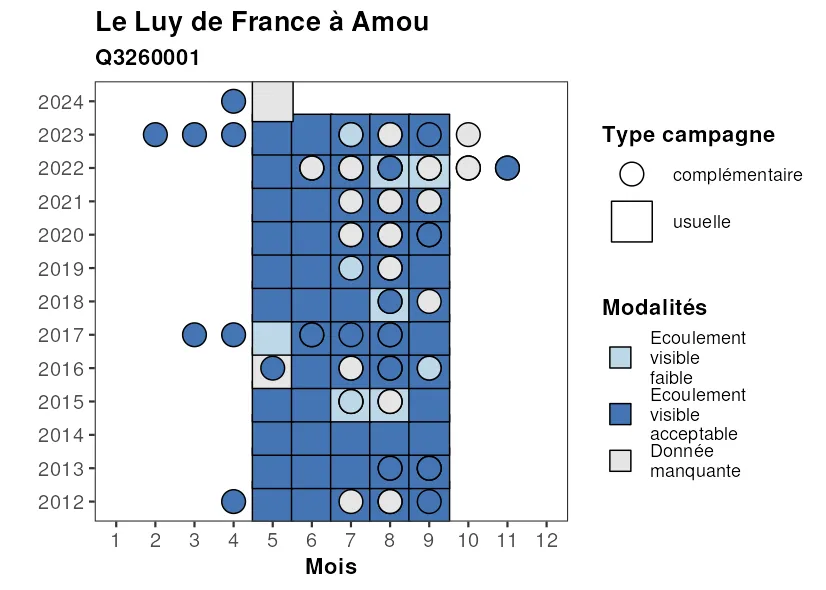 Le Luy de France à Amou
Q3260001
2024
2023
2022
2021
2020
2019
2018
2017
2016
2015
2014
2013
2012
1 2 3 4 5 6 7 8 9 10 11 12
Mois
Type campagne
complémentaire
usuelle
Modalités
Ecoulement
visible
faible
Ecoulement
visible
acceptable
Donnée
manquante